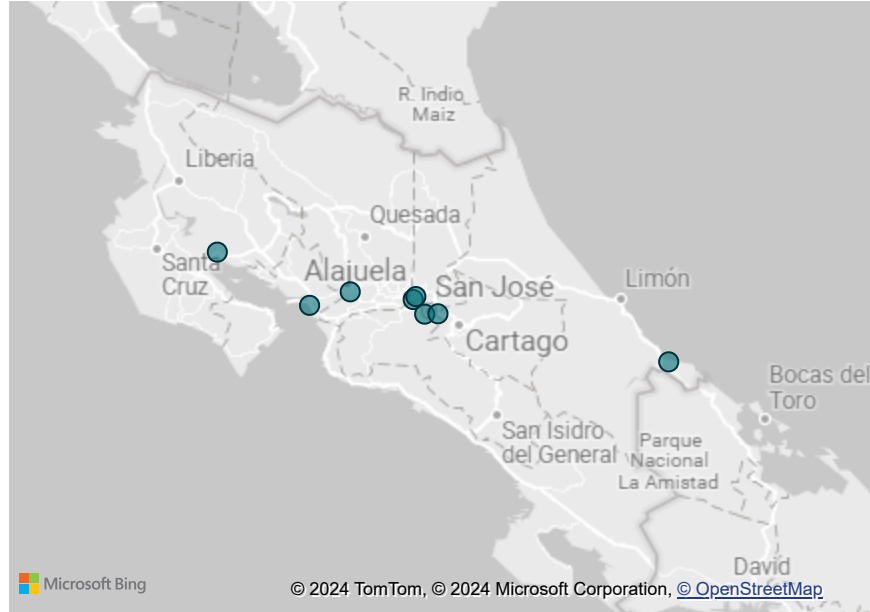 R. Indio
Maiz
Liberia
Quesada
Santa
Cruz
Alajuela
San José
Limón
Cartago
Bocas del
Toro
San Isidro
del General
Parque
Nacional
La Amistad
David
Microsoft Bing
© 2024 TomTom, © 2024 Microsoft Corporation, © OpenStreetMap